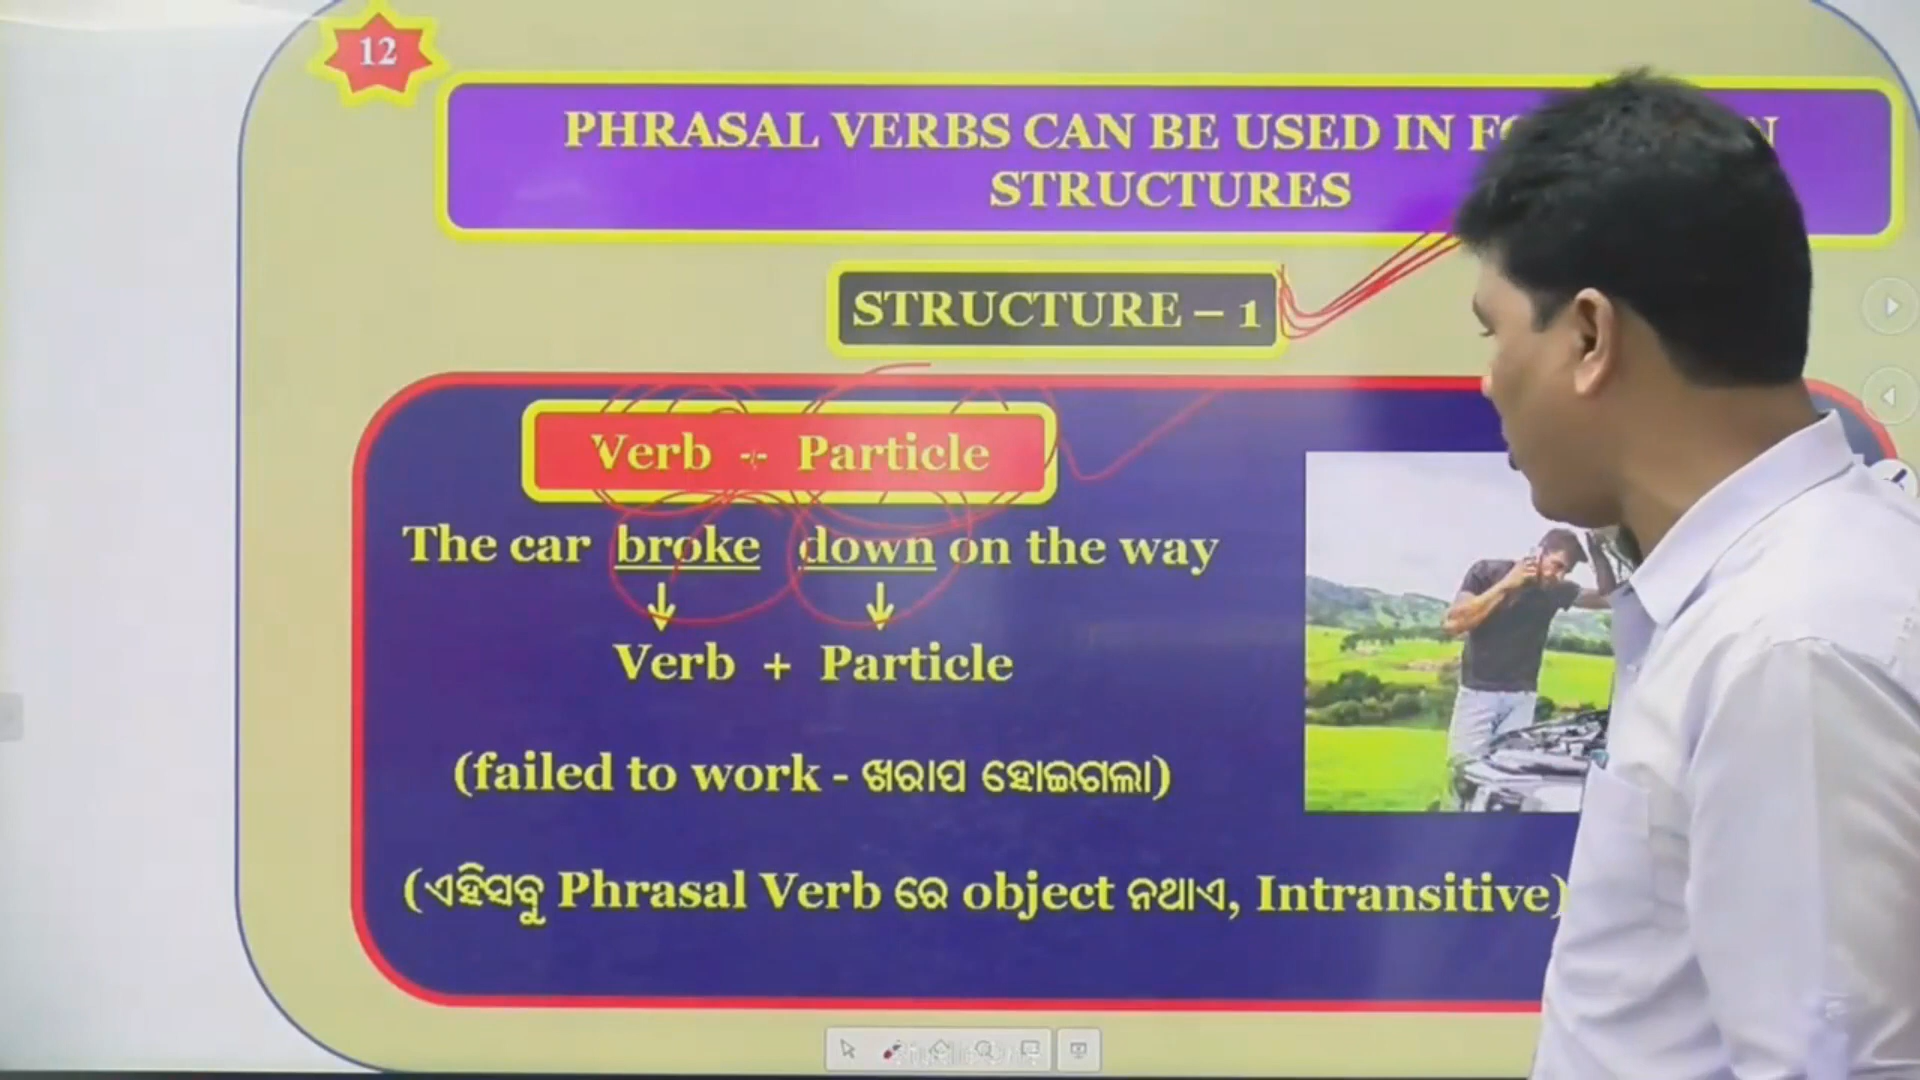 12
PHRASAL VERBS CAN BE USED IN
STRUCTURES
STRUCTURE – 1
Verb + Particle
The car broke down on the way
Verb + Particle
(failed to work - ଖରାପ ହୋଇଗଲା)
(ଏହିସବୁ Phrasal Verb ରେ object ନଥାଏ, Intransitive)